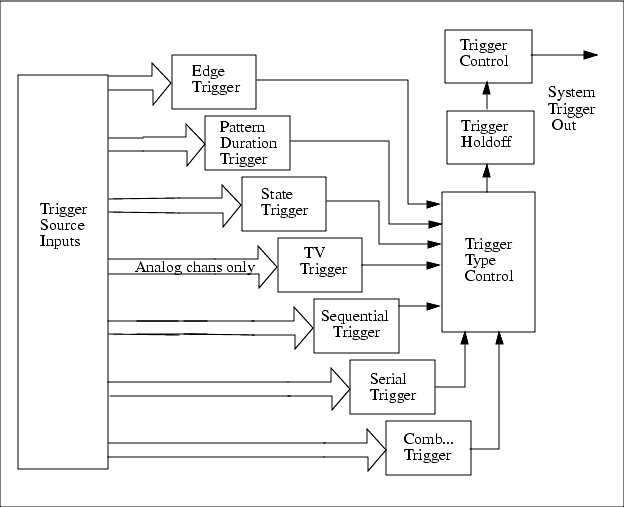 Trigger
Control
System
Trigger
Out
Edge
Trigger
Pattern
Duration
Trigger
Trigger
Holdoff
State
Trigger
Trigger
Source
Inputs
TV
Trigger
Analog chans only
Trigger
Type
Control
Sequential
Trigger
Serial
Trigger
Comb...
Trigger